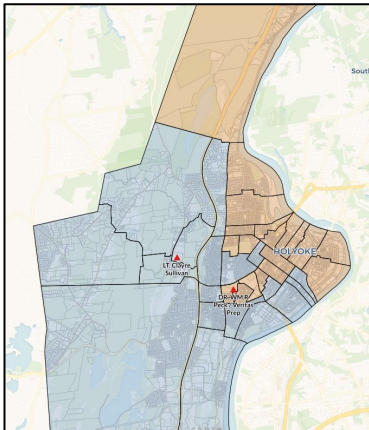 South
HOLYOKE
LT Clayre
Sullivan
DR. WM R
Peck? Veritas
Prep